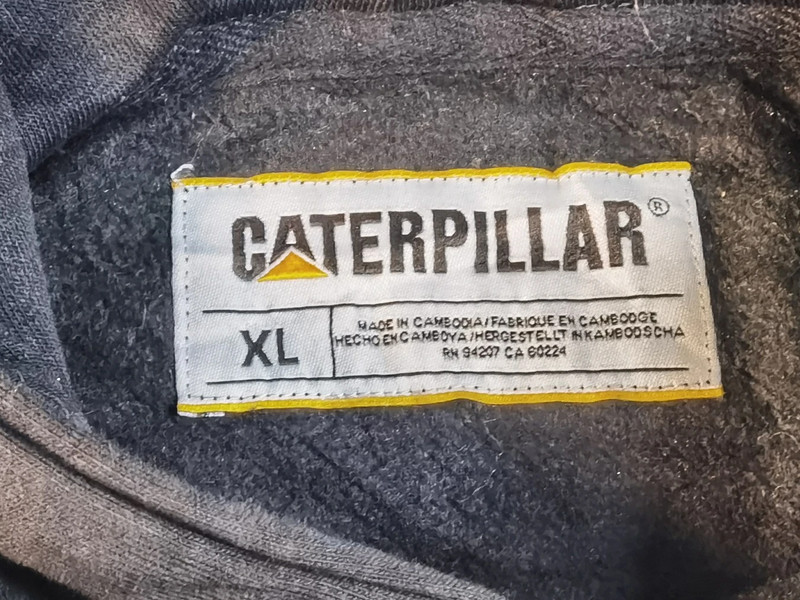 CATERPILLAR®
XL
MADE IN CAMBODIA/FABRIQUE EN CAMBODGE
HECHO EN CAMBOYA/HERGESTELLT IN KAMBODSCHA
RN 94207 CA 60224